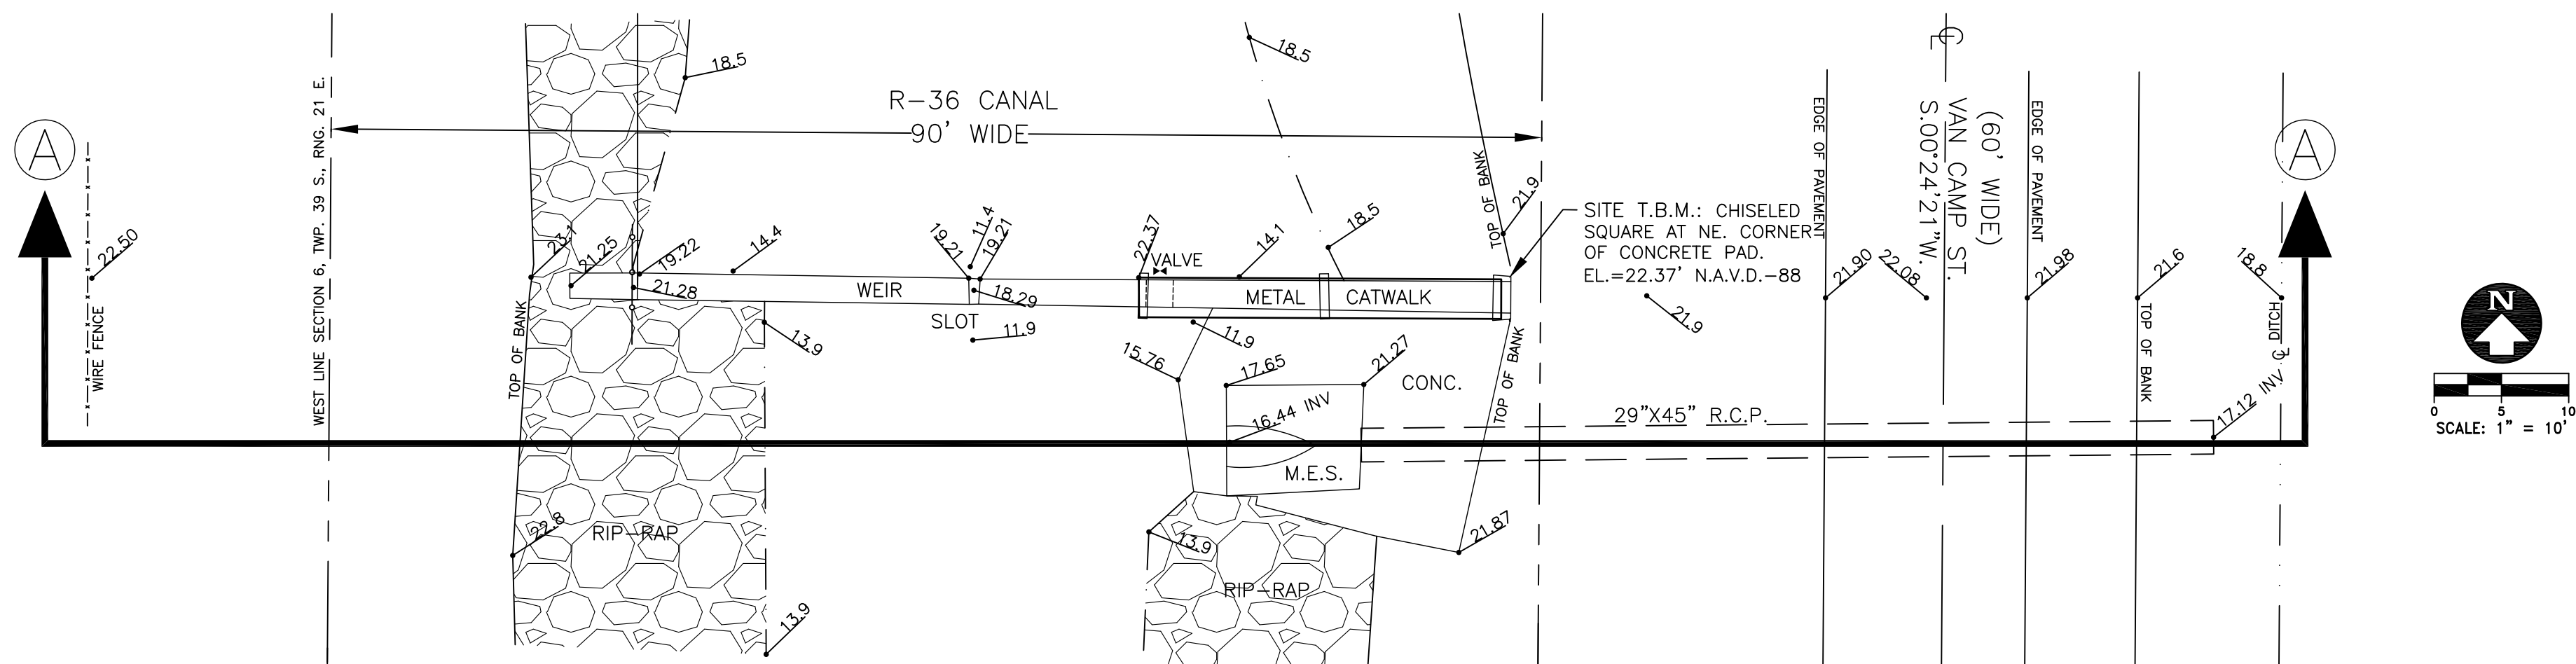 A
22.50
WIRE FENCE
WEST LINE SECTION 6, TWP. 39 S., RNG. 21 E.
18.5
R-36 CANAL
90' WIDE
18.5
TOP OF BANK
21.9
23.1
21.25
19.22
21.28
14.4
19.21
11.4
19.21
22.37
VALVE
14.1
18.5
WEIR
18.29
SLOT
11.9
METAL CATWALK
SITE T.B.M.: CHISELED
SQUARE AT NE. CORNER
OF CONCRETE PAD.
EL.=22.37' N.A.V.D.-88
21.9
EDGE OF PAVEMENT
21.90
22.08
℄
S.00°24'21"W.
VAN CAMP ST.
(60' WIDE)
EDGE OF PAVEMENT
21.98
21.6
TOP OF BANK
18.8
DITCH ℄
A
TOP OF BANK
13.9
11.9
15.76
17.65
21.27
CONC.
TOP OF BANK
16.44 INV
M.E.S.
29"X45" R.C.P.
17.12 INV
22.8
RIP-RAP
13.9
13.9
RIP-RAP
21.87
N
0 5 10
SCALE: 1" = 10'